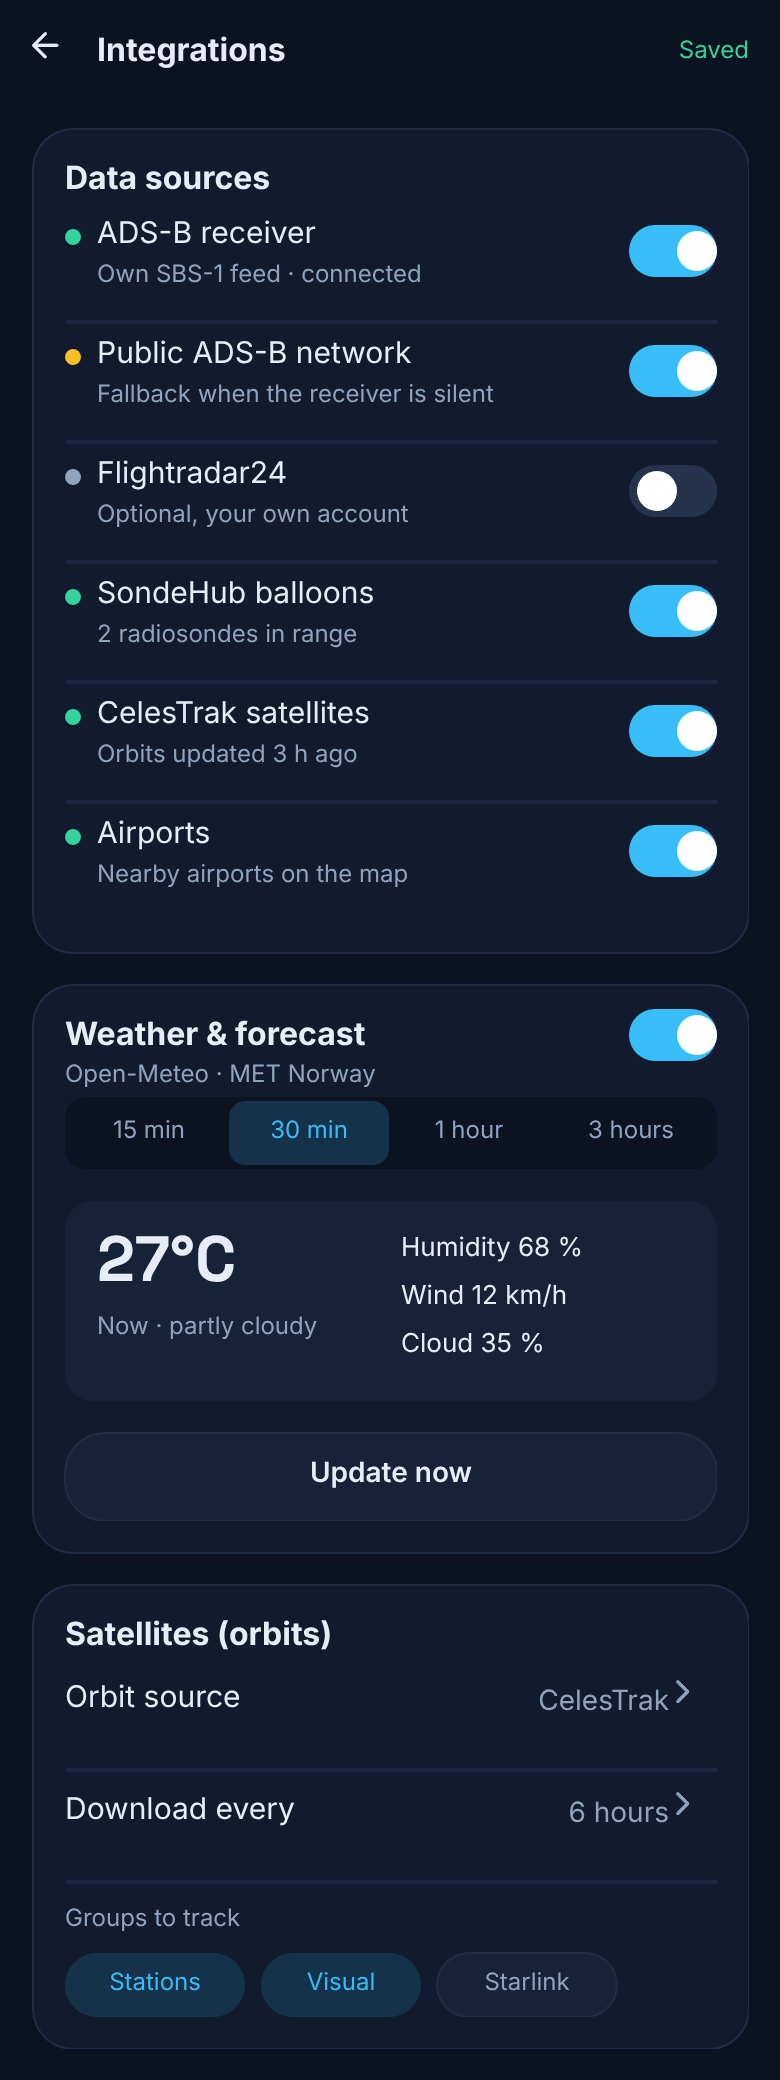 Integrations
Saved
Data sources
ADS-B receiver
Own SBS-1 feed · connected
Public ADS-B network
Fallback when the receiver is silent
Flightradar24
Optional, your own account
SondeHub balloons
2 radiosondes in range
CelesTrak satellites
Orbits updated 3 h ago
Airports
Nearby airports on the map
Weather & forecast
Open-Meteo · MET Norway
15 min 30 min 1 hour 3 hours
27°C
Now · partly cloudy
Humidity 68 %
Wind 12 km/h
Cloud 35 %
Update now
Satellites (orbits)
Orbit source CelesTrak
Download every 6 hours
Groups to track
Stations Visual Starlink